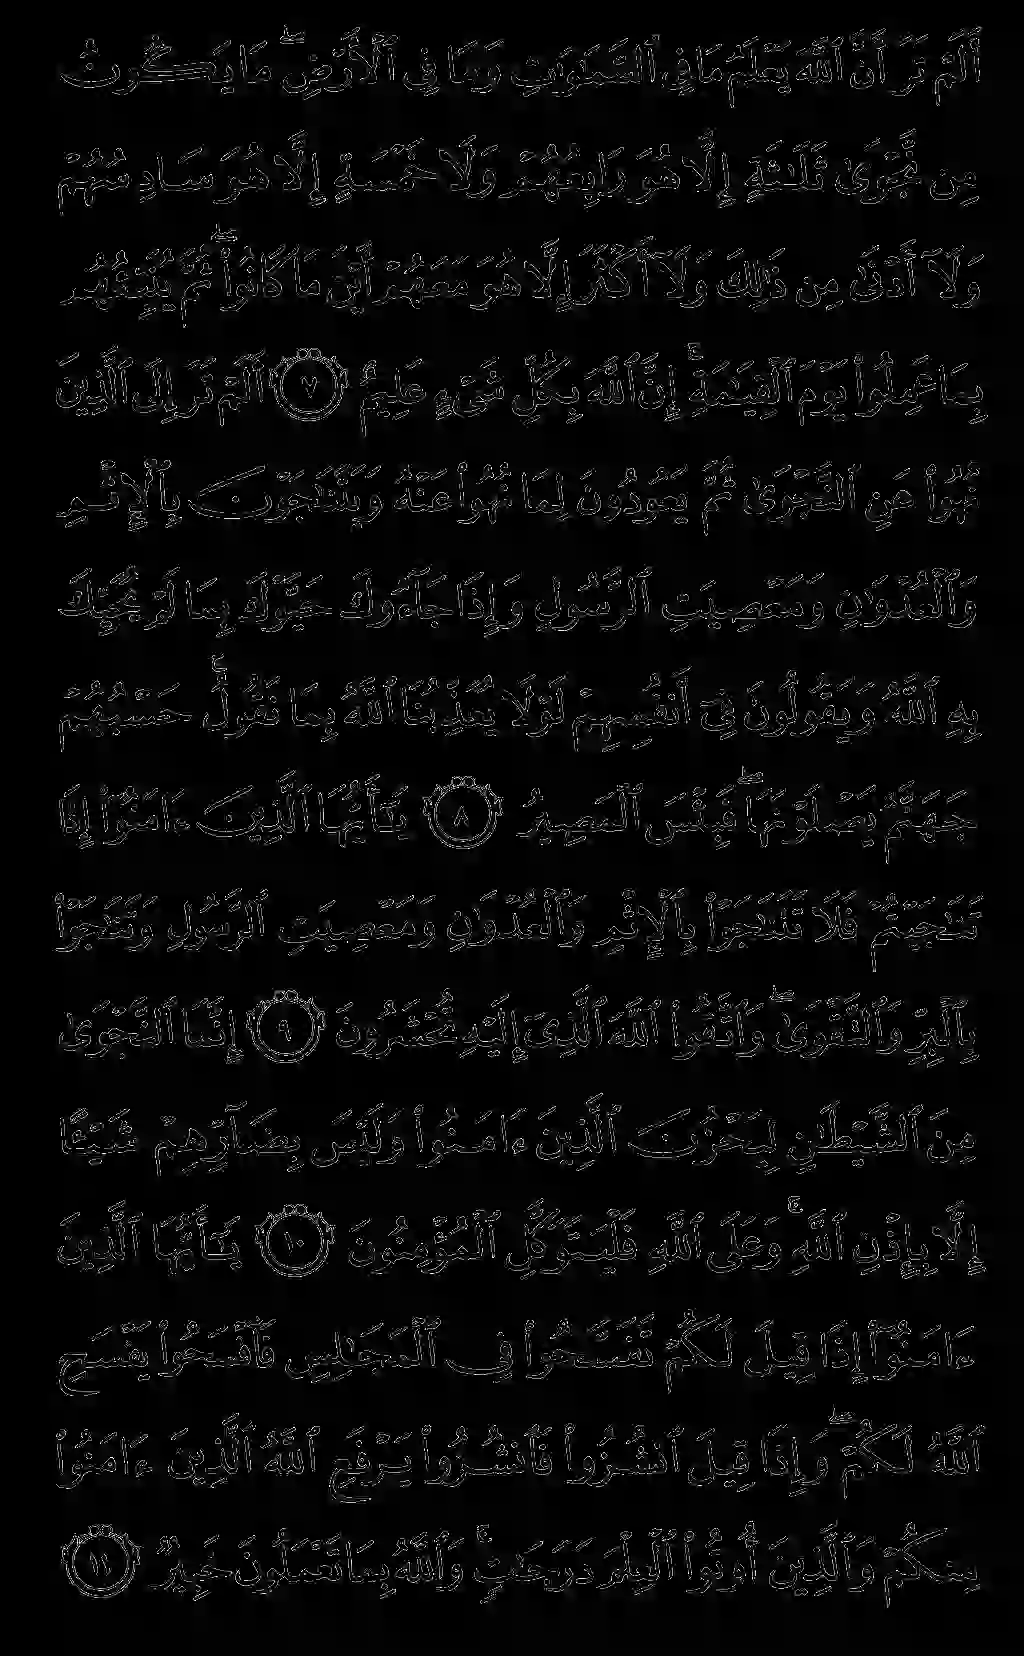 أَلَمْ تَرَ أَنَّ ٱللَّهَ يَعْلَمُ مَا فِى ٱلسَّمَـٰوَٰتِ وَمَا فِى ٱلْأَرْضِ ۖ مَا يَكُونُ
مِن نَّجْوَىٰ ثَلَـٰثَةٍ إِلَّا هُوَ رَابِعُهُمْ وَلَا خَمْسَةٍ إِلَّا هُوَ سَادِسُهُمْ
وَلَآ أَدْنَىٰ مِن ذَٰلِكَ وَلَآ أَكْثَرَ إِلَّا هُوَ مَعَهُمْ أَيْنَ مَا كَانُوا۟ ۖ ثُمَّ يُنَبِّئُهُم
بِمَا عَمِلُوا۟ يَوْمَ ٱلْقِيَـٰمَةِ ۚ إِنَّ ٱللَّهَ بِكُلِّ شَىْءٍ عَلِيمٌ ٧ أَلَمْ تَرَ إِلَى ٱلَّذِينَ
نُهُوا۟ عَنِ ٱلنَّجْوَىٰ ثُمَّ يَعُودُونَ لِمَا نُهُوا۟ عَنْهُ وَيَتَنَـٰجَوْنَ بِٱلْإِثْمِ
وَٱلْعُدْوَٰنِ وَمَعْصِيَتِ ٱلرَّسُولِ وَإِذَا جَآءُوكَ حَيَّوْكَ بِمَا لَمْ يُحَيِّكَ
بِهِ ٱللَّهُ وَيَقُولُونَ فِىٓ أَنفُسِهِمْ لَوْلَا يُعَذِّبُنَا ٱللَّهُ بِمَا نَقُولُ ۚ حَسْبُهُمْ
جَهَنَّمُ يَصْلَوْنَهَا ۖ فَبِئْسَ ٱلْمَصِيرُ ٨ يَـٰٓأَيُّهَا ٱلَّذِينَ ءَامَنُوٓا۟ إِذَا
تَنَـٰجَيْتُمْ فَلَا تَتَنَـٰجَوْا۟ بِٱلْإِثْمِ وَٱلْعُدْوَٰنِ وَمَعْصِيَتِ ٱلرَّسُولِ وَتَنَـٰجَوْا۟
بِٱلْبِرِّ وَٱلتَّقْوَىٰ ۖ وَٱتَّقُوا۟ ٱللَّهَ ٱلَّذِىٓ إِلَيْهِ تُحْشَرُونَ ٩ إِنَّمَا ٱلنَّجْوَىٰ
مِنَ ٱلشَّيْطَـٰنِ لِيَحْزُنَ ٱلَّذِينَ ءَامَنُوا۟ وَلَيْسَ بِضَآرِّهِمْ شَيْـًٔا
إِلَّا بِإِذْنِ ٱللَّهِ ۚ وَعَلَى ٱللَّهِ فَلْيَتَوَكَّلِ ٱلْمُؤْمِنُونَ ١٠ يَـٰٓأَيُّهَا ٱلَّذِينَ
ءَامَنُوٓا۟ إِذَا قِيلَ لَكُمْ تَفَسَّحُوا۟ فِى ٱلْمَجَـٰلِسِ فَٱفْسَحُوا۟ يَفْسَحِ
ٱللَّهُ لَكُمْ ۖ وَإِذَا قِيلَ ٱنشُزُوا۟ فَٱنشُزُوا۟ يَرْفَعِ ٱللَّهُ ٱلَّذِينَ ءَامَنُوا۟
مِنكُمْ وَٱلَّذِينَ أُوتُوا۟ ٱلْعِلْمَ دَرَجَـٰتٍ ۚ وَٱللَّهُ بِمَا تَعْمَلُونَ خَبِيرٌ ١١